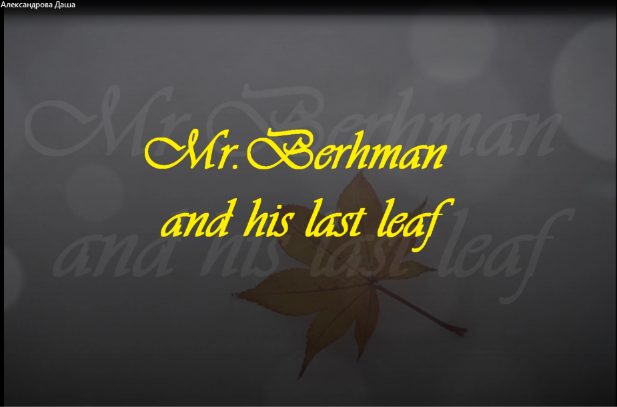 Александрова Даша
Mr. Berhman
and his last leaf